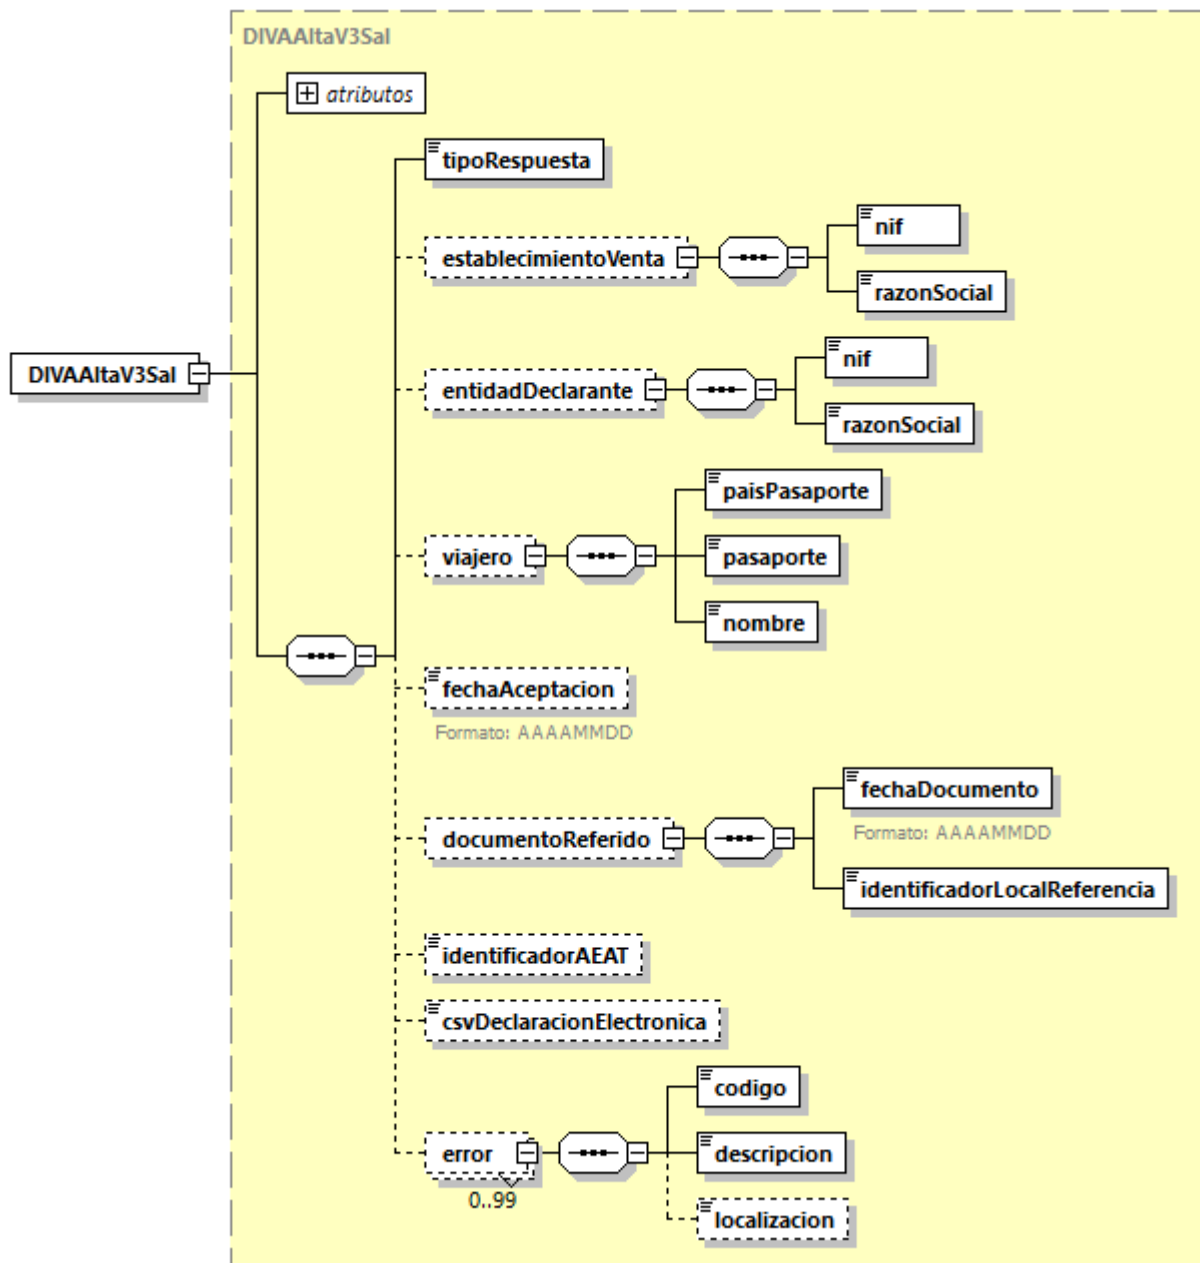 DIVAAltaV3Sal
atributos
tipoRespuesta
nif
establecimientoVenta
razonSocial
nif
DIVAAltaV3Sal
entidadDeclarante
razonSocial
paisPasaporte
viajero
pasaporte
nombre
fechaAceptacion
Formato: AAAAMMDD
fechaDocumento
Formato: AAAAMMDD
documentoReferido
identificadorLocalReferencia
identificadorAEAT
csvDeclaracionElectronica
codigo
error
descripcion
0..99
localizacion